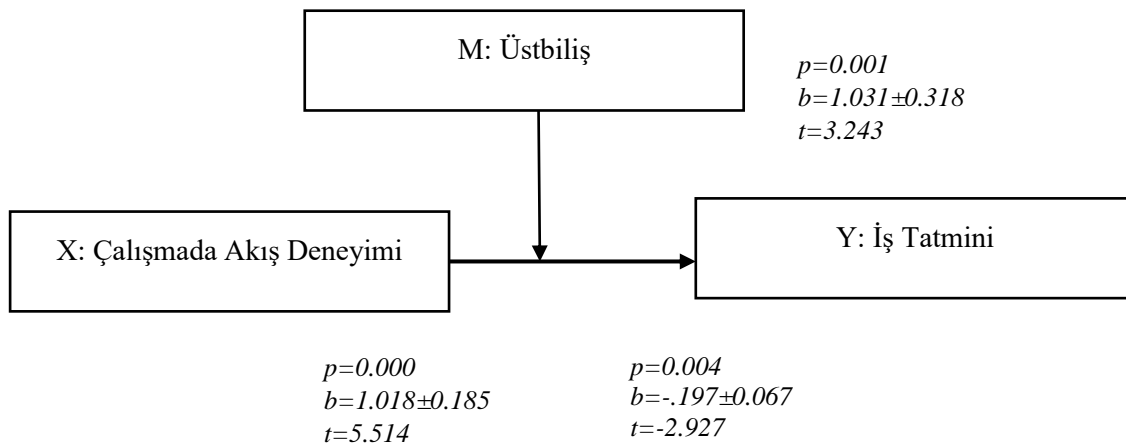 M: Üstbiliş
p=0.001
b=1.031±0.318
t=3.243
X: Çalışmada Akış Deneyimi
Y: İş Tatmini
p=0.000
b=1.018±0.185
t=5.514
p=0.004
b=-.197±0.067
t=-2.927